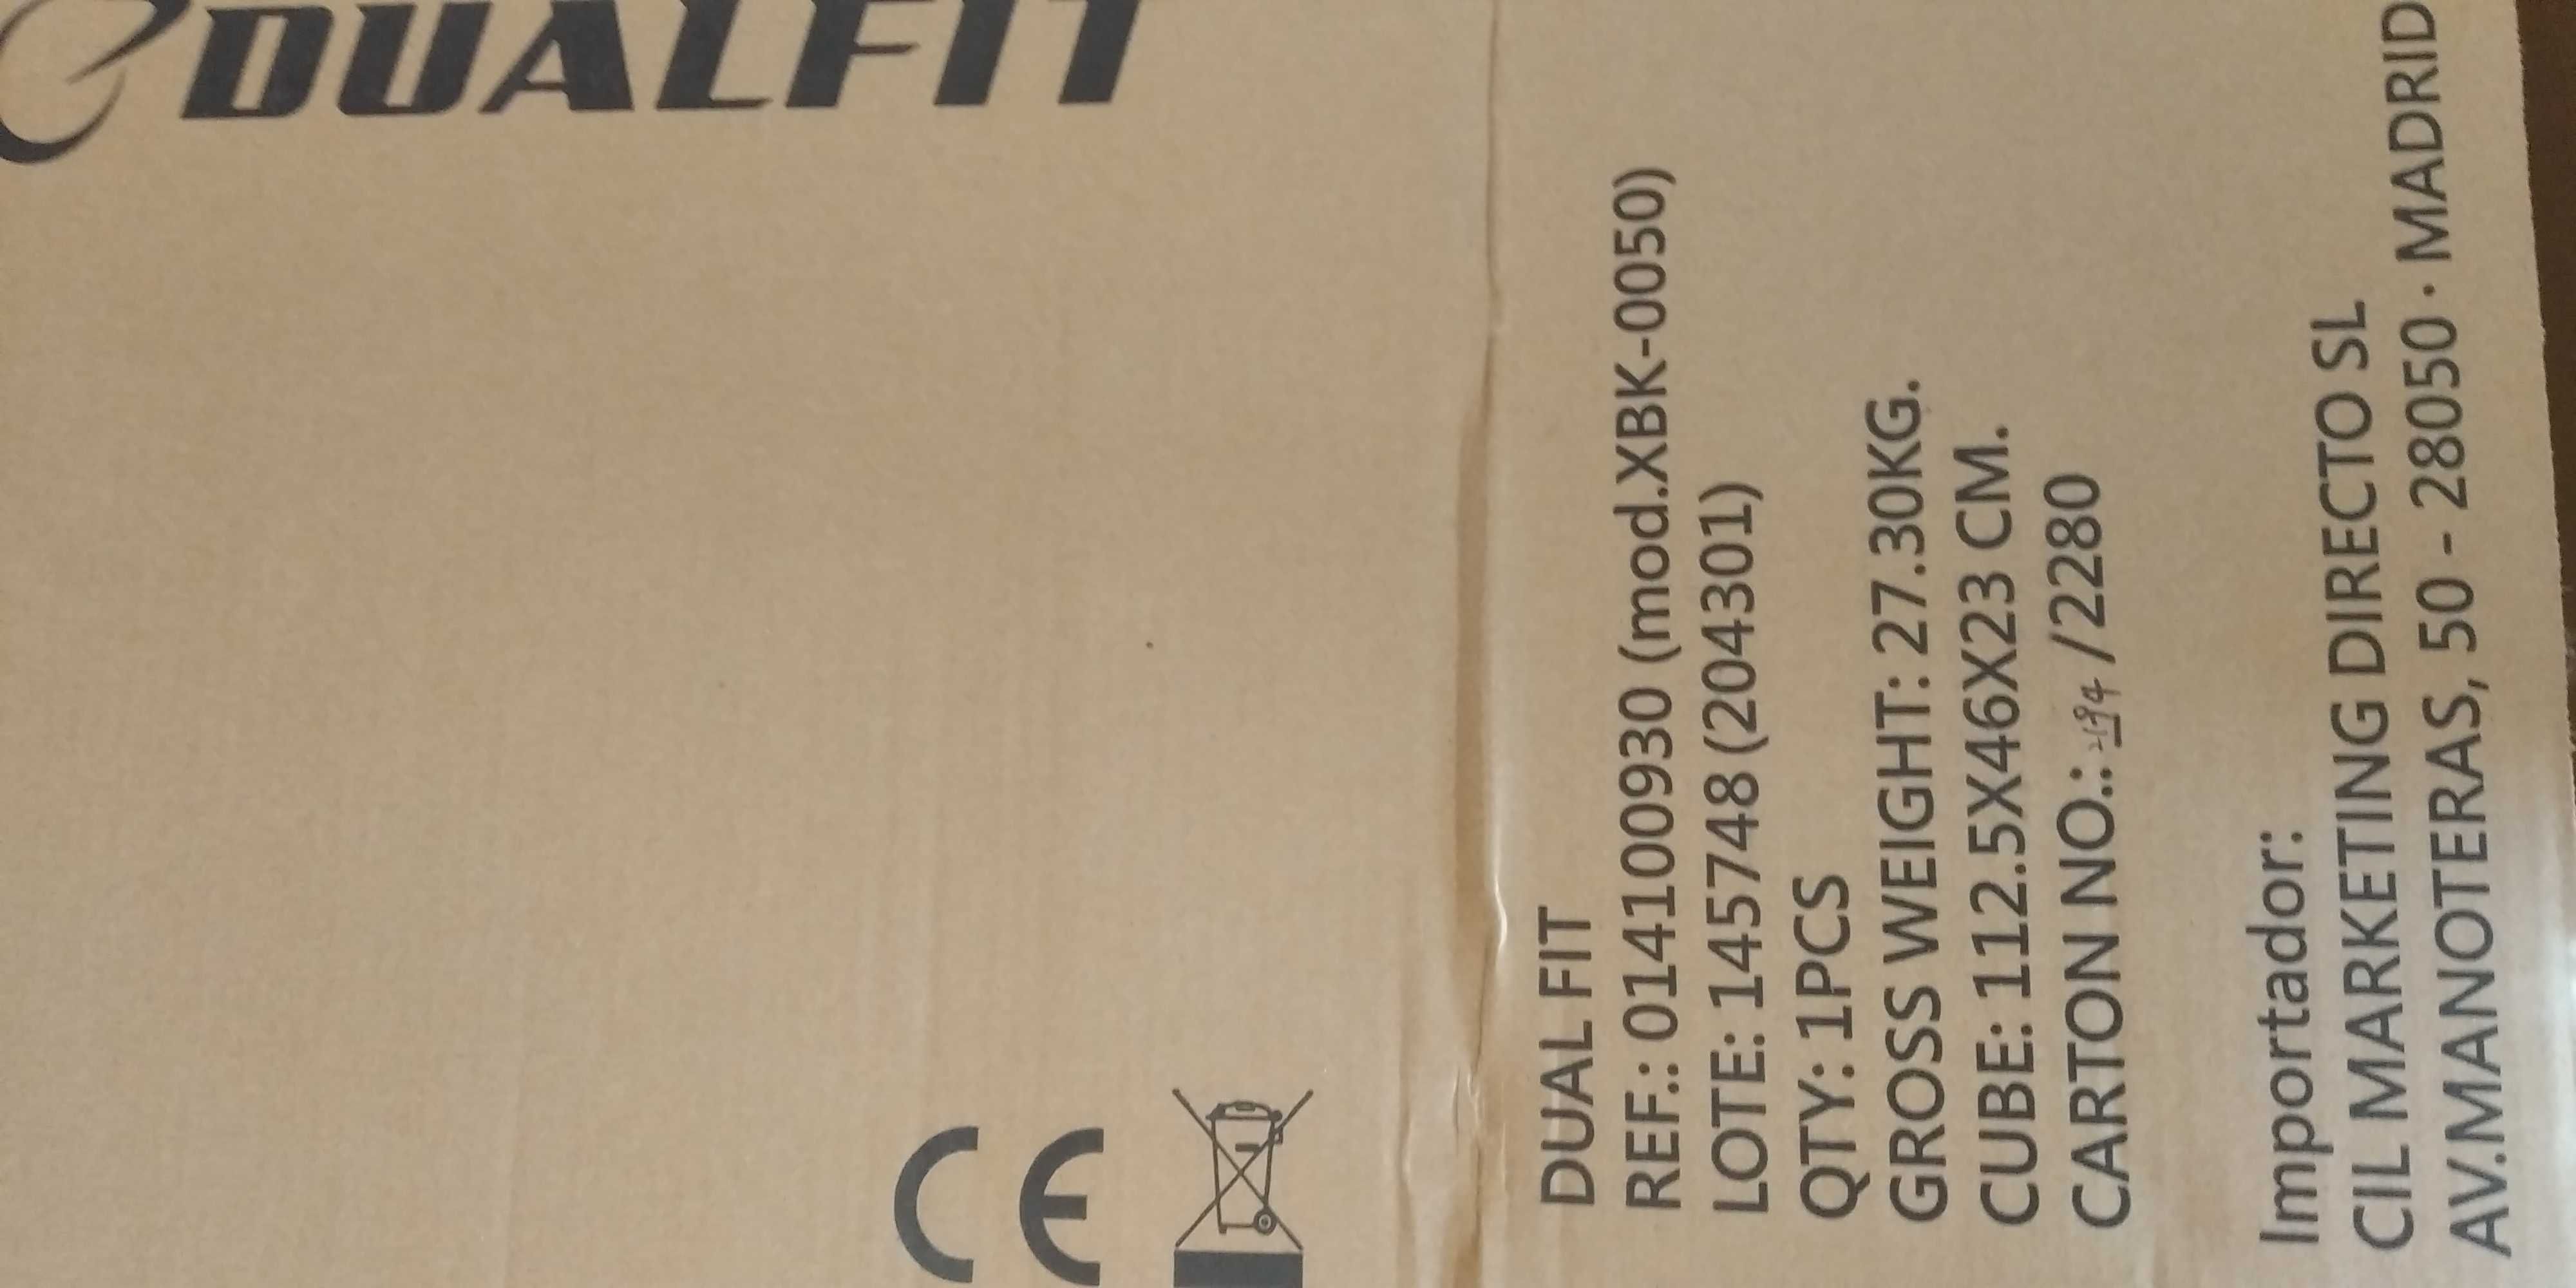 DUALFIT
CE
DUAL FIT
REF.: 014100930 (mod.XBK-0050)
LOTE: 145748 (204301)
QTY: 1PCS
GROSS WEIGHT: 27.30KG.
CUBE: 112.5X46X23 CM.
CARTON NO.: /2280
Importador:
CIL MARKETING DIRECTO SL
AV.MANOTERAS, 50 - 28050 · MADRID